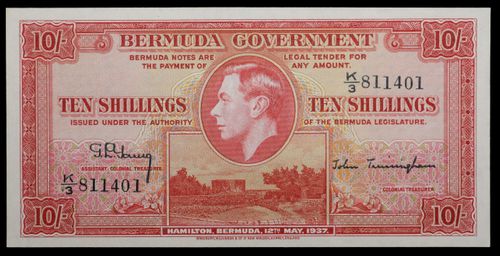 10/- BERMUDA GOVERNMENT 10/-
BERMUDA NOTES ARE LEGAL TENDER FOR
THE PAYMENT OF ANY AMOUNT.
K/3 811401
TEN SHILLINGS TEN SHILLINGS
ISSUED UNDER THE AUTHORITY OF THE BERMUDA LEGISLATURE.
ASSISTANT COLONIAL TREASURER. COLONIAL TREASURER.
K/3 811401
10/- HAMILTON, BERMUDA, 12TH MAY, 1937. 10/-